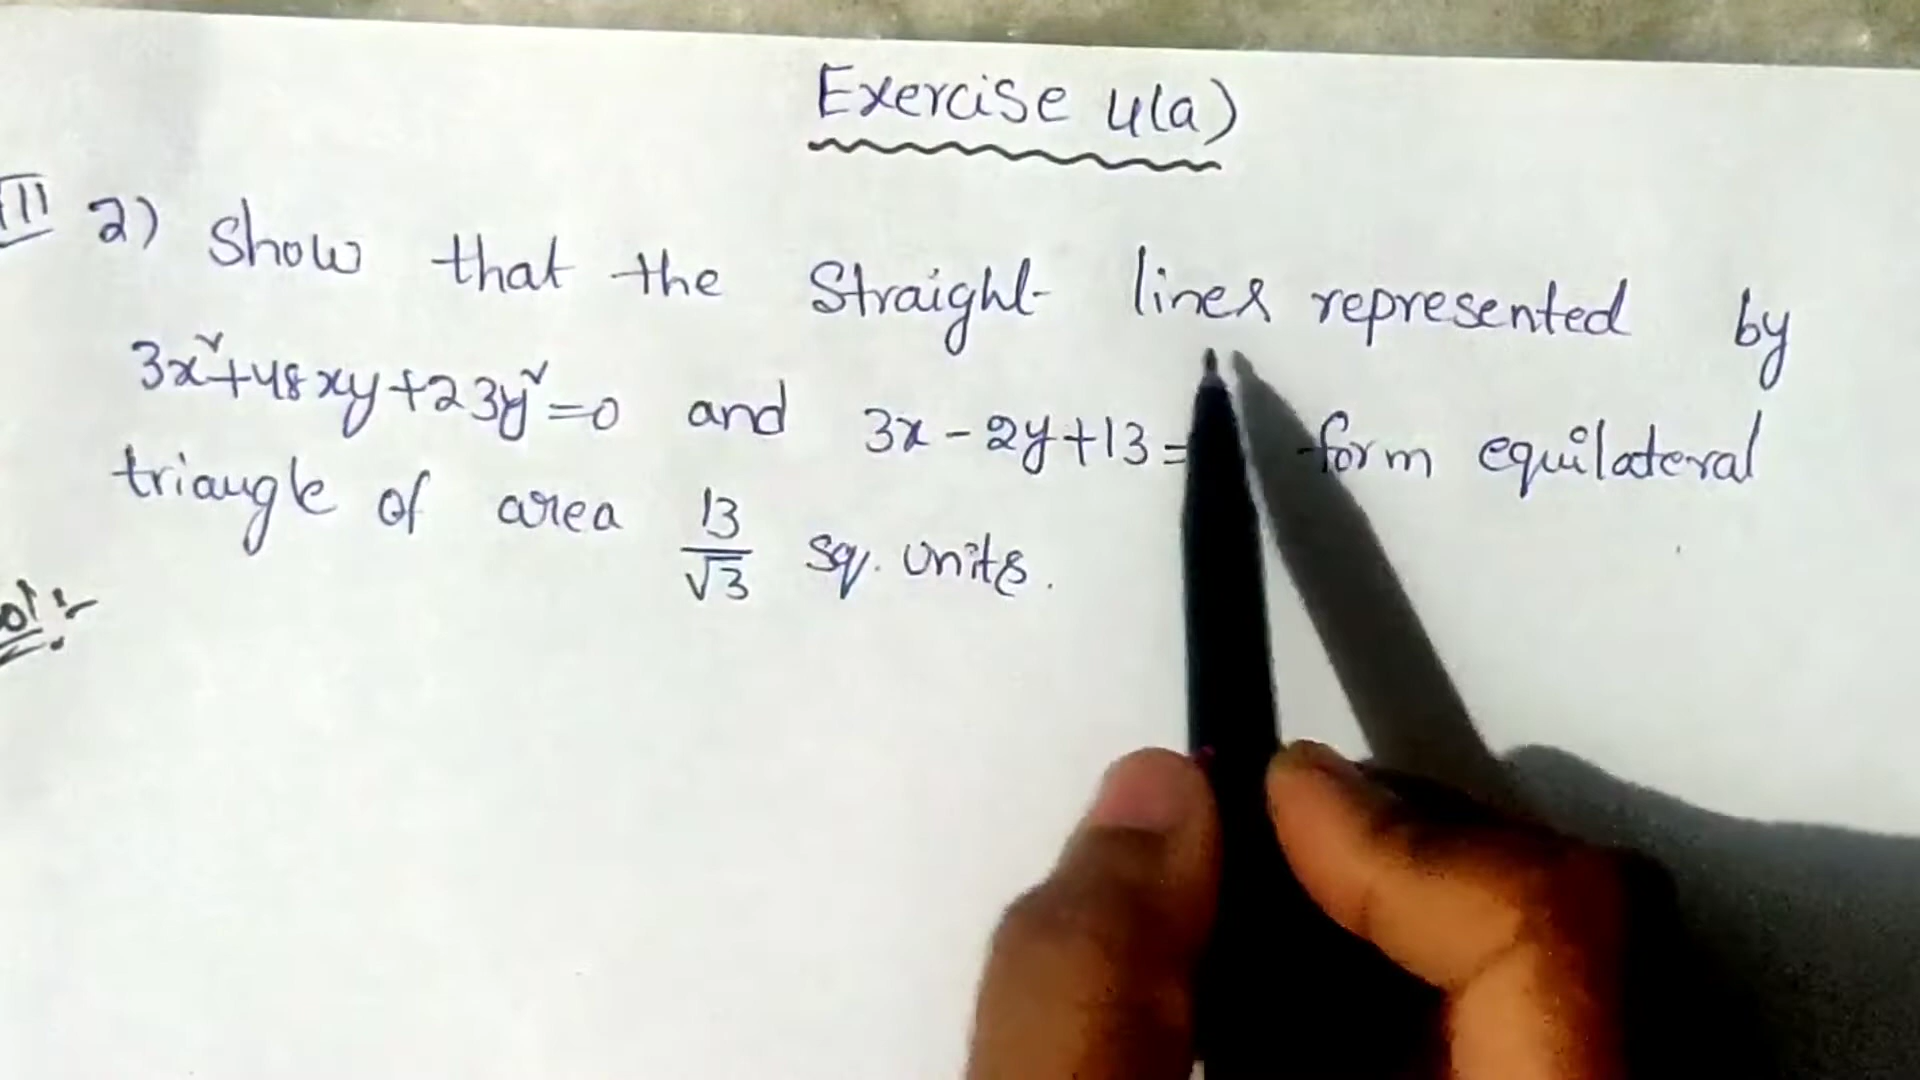 Exercise 4(a)
III 2) Show that the Straight lines represented by
3x²+48xy+23y²=0 and 3x-2y+13= form equilateral
triangle of area 13/√3 sq. units.
Sol:-